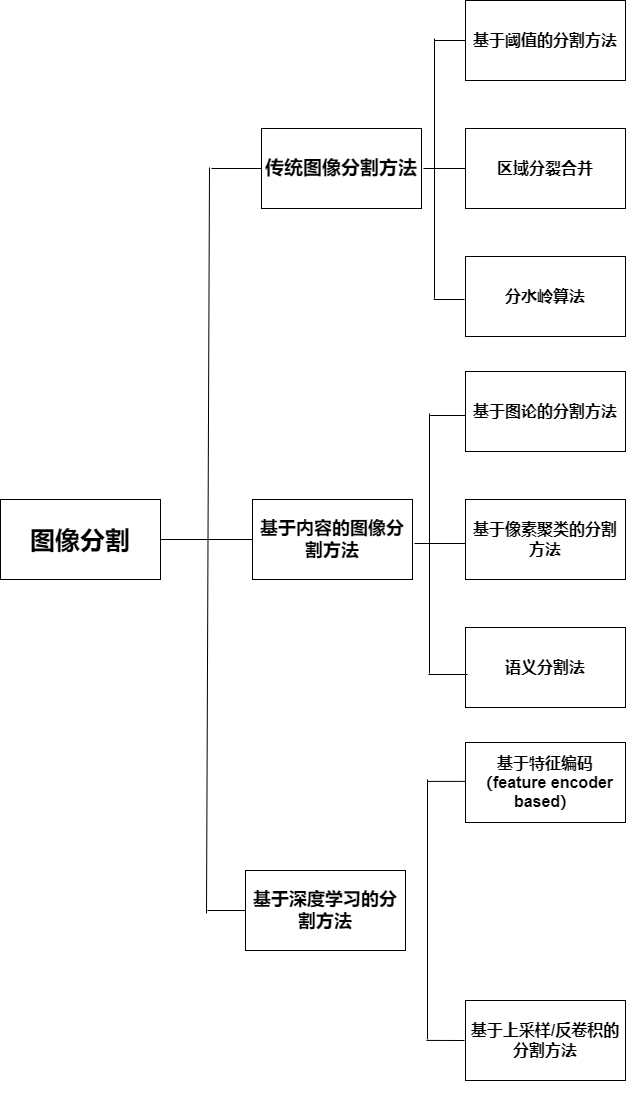 图像分割
传统图像分割方法
基于阈值的分割方法
区域分裂合并
分水岭算法
基于内容的图像分
割方法
基于图论的分割方法
基于像素聚类的分割
方法
语义分割法
基于深度学习的分
割方法
基于特征编码
（feature encoder
based）
基于上采样/反卷积的
分割方法